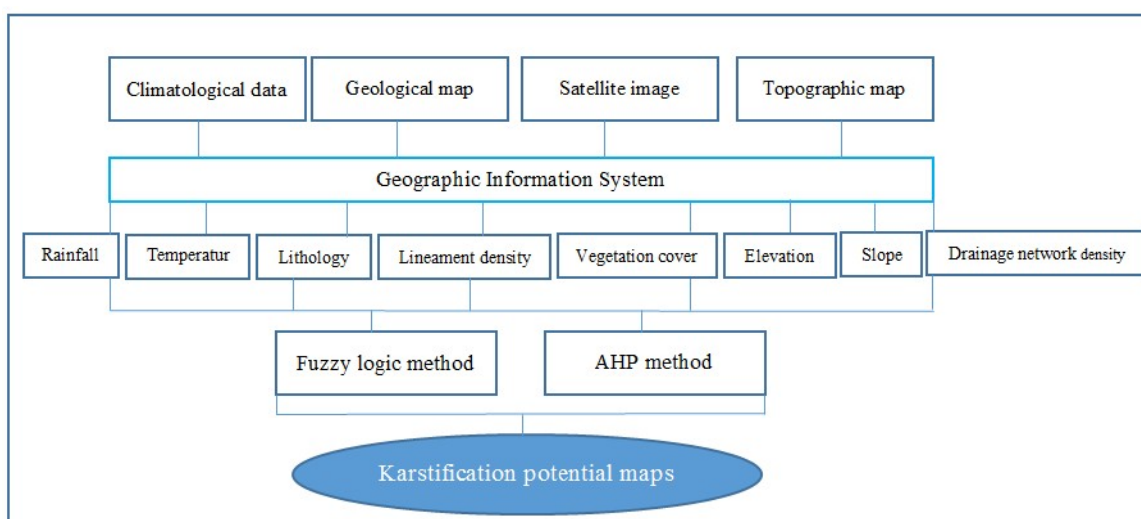 Climatological data
Geological map
Satellite image
Topographic map
Geographic Information System
Rainfall
Temperatur
Lithology
Lineament density
Vegetation cover
Elevation
Slope
Drainage network density
Fuzzy logic method
AHP method
Karstification potential maps